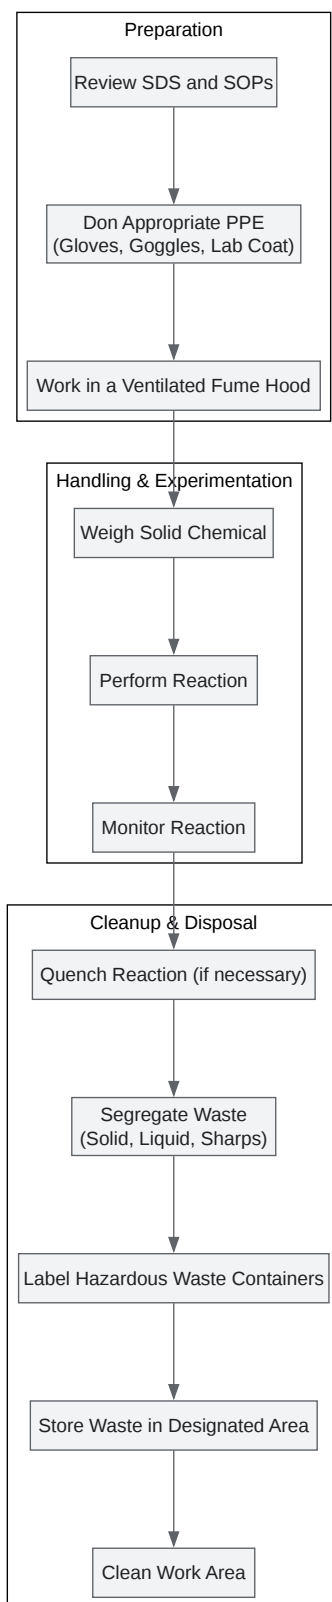 Preparation
Review SDS and SOPs
Don Appropriate PPE
(Gloves, Goggles, Lab Coat)
Work in a Ventilated Fume Hood
Handling & Experimentation
Weigh Solid Chemical
Perform Reaction
Monitor Reaction
Cleanup & Disposal
Quench Reaction (if necessary)
Segregate Waste
(Solid, Liquid, Sharps)
Label Hazardous Waste Containers
Store Waste in Designated Area
Clean Work Area